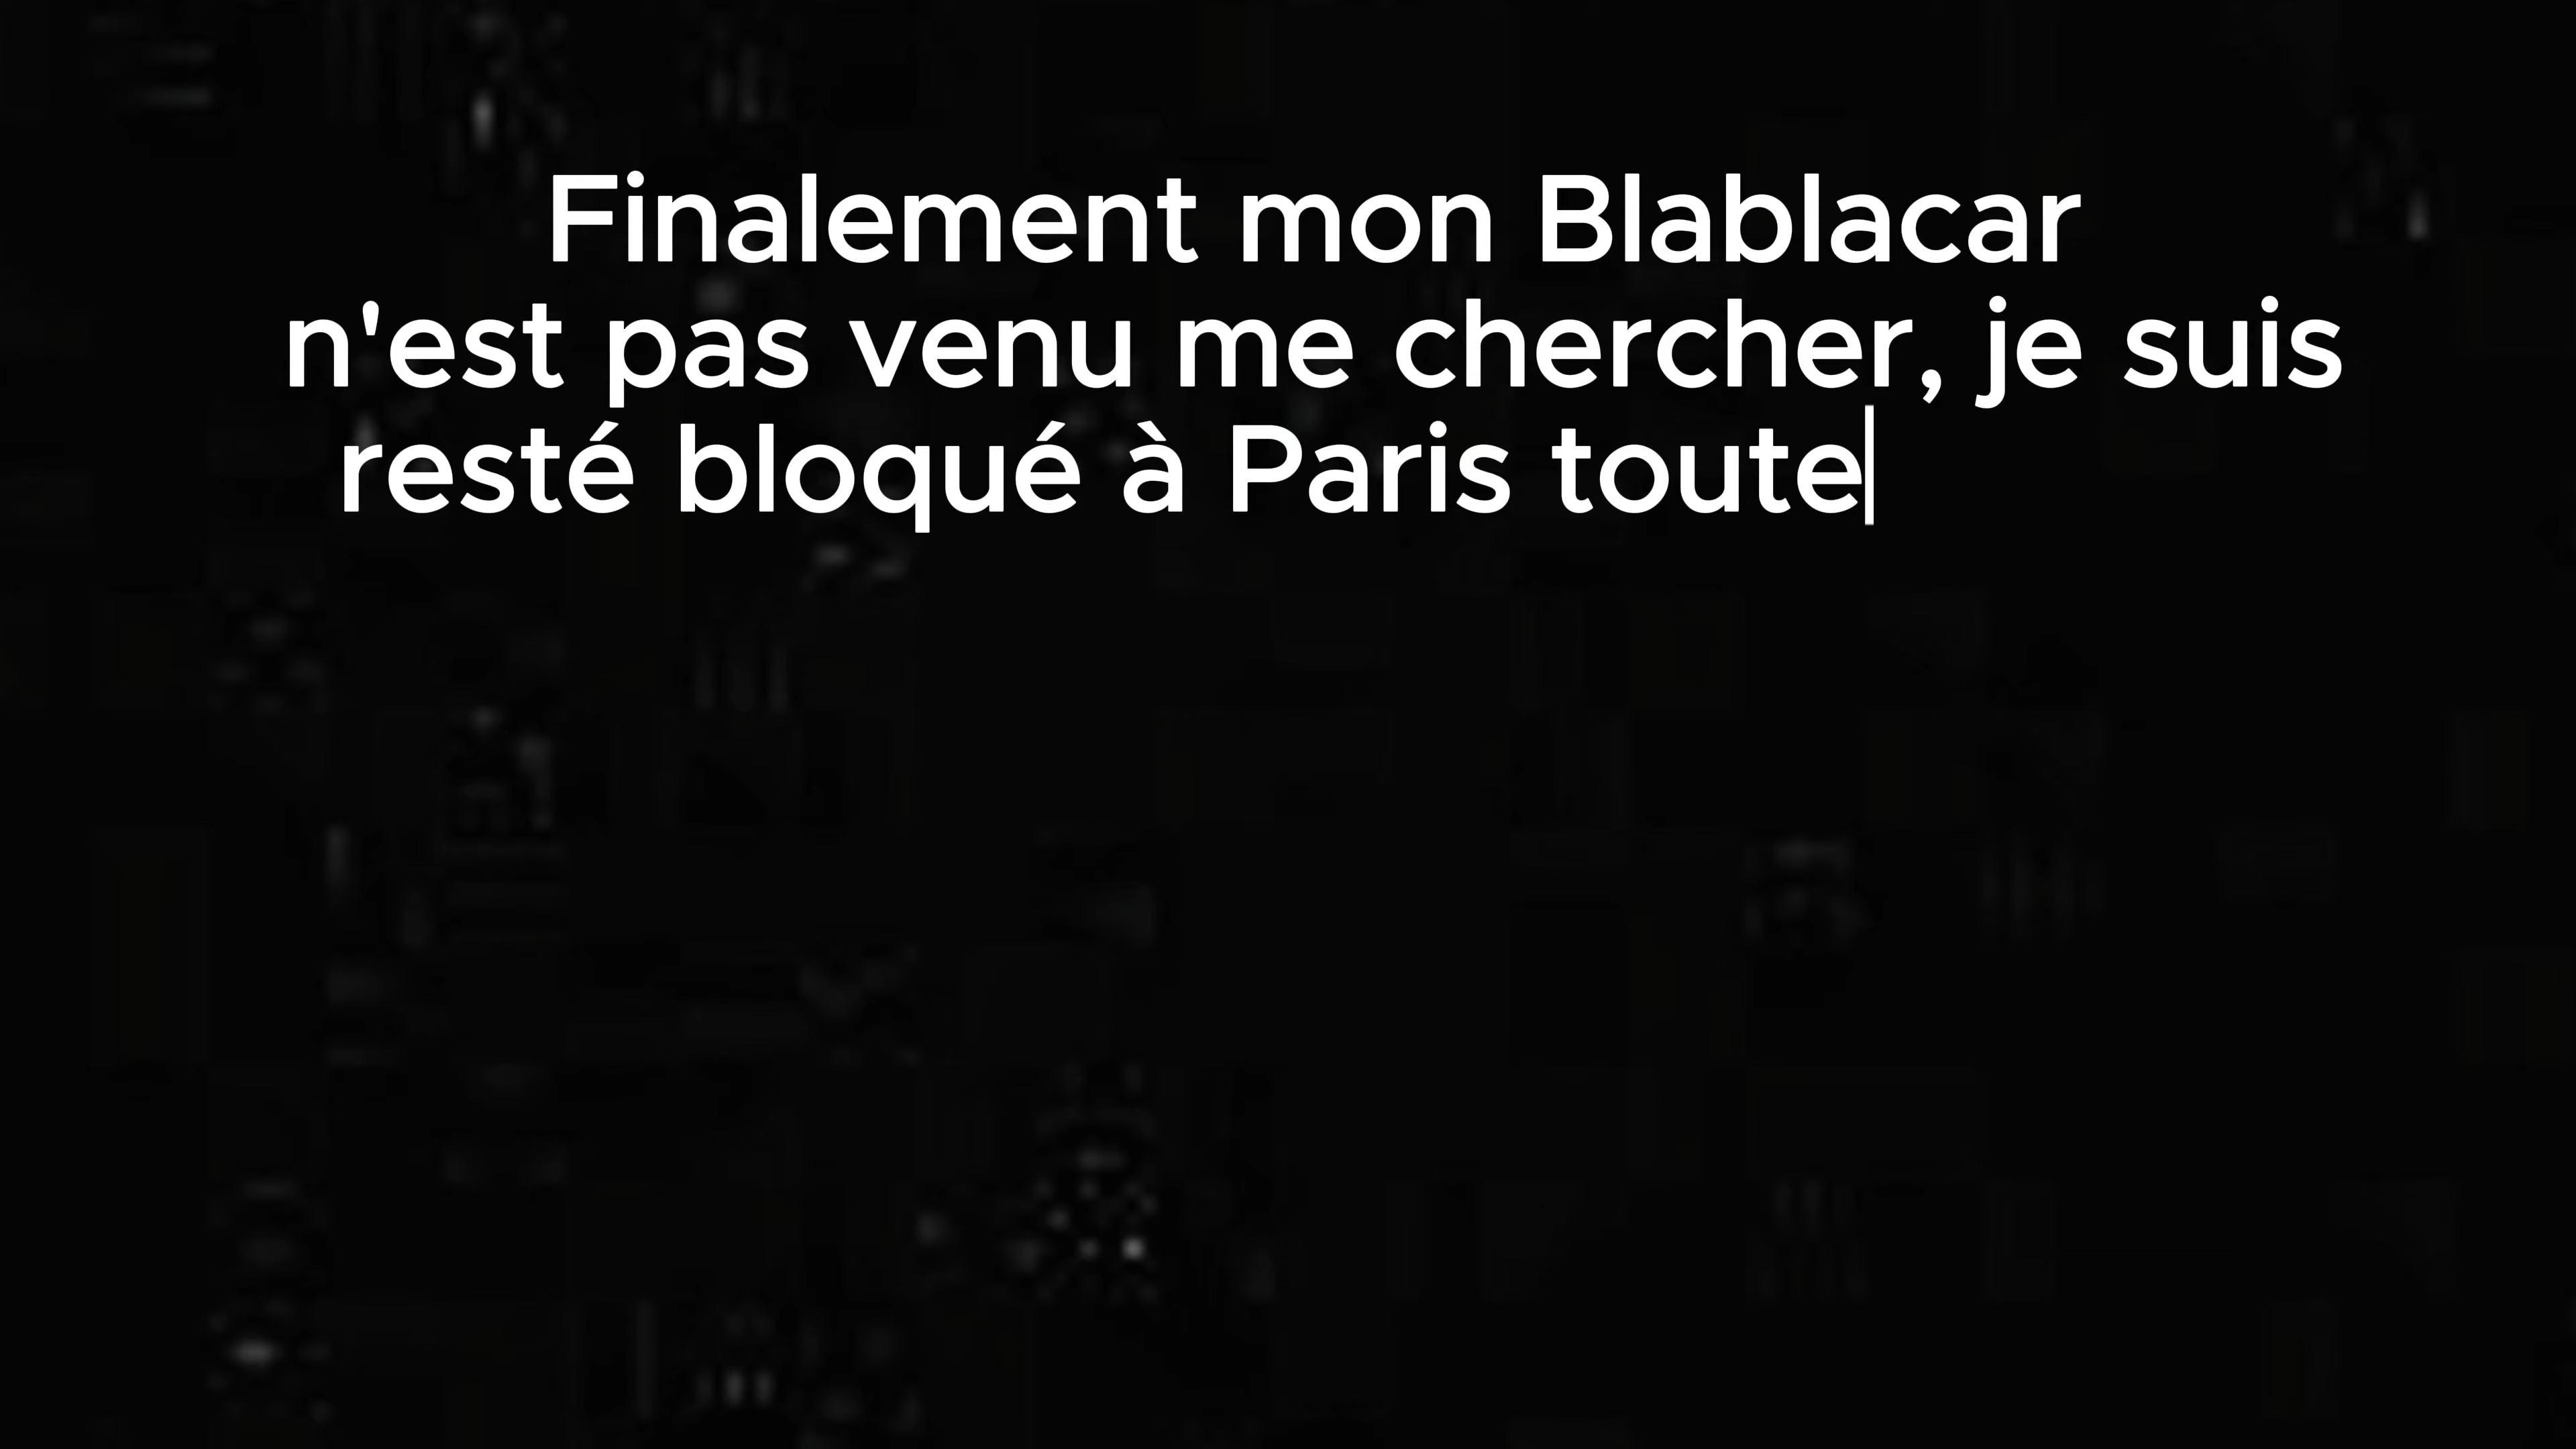 Finalement mon Blablacar
n'est pas venu me chercher, je suis
resté bloqué à Paris toute